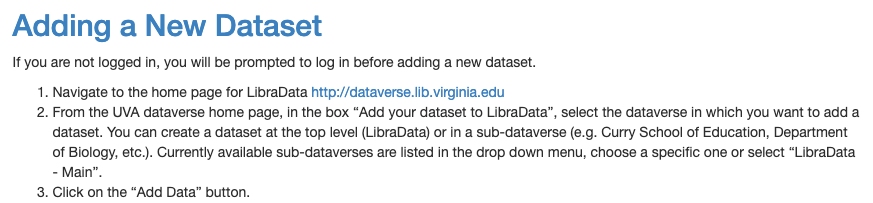 Adding a New Dataset
If you are not logged in, you will be prompted to log in before adding a new dataset.
1. Navigate to the home page for LibraData http://dataverse.lib.virginia.edu
2. From the UVA dataverse home page, in the box “Add your dataset to LibraData”, select the dataverse in which you want to add a
dataset. You can create a dataset at the top level (LibraData) or in a sub-dataverse (e.g. Curry School of Education, Department
of Biology, etc.). Currently available sub-dataverses are listed in the drop down menu, choose a specific one or select “LibraData
- Main”.
3. Click on the “Add Data” button.